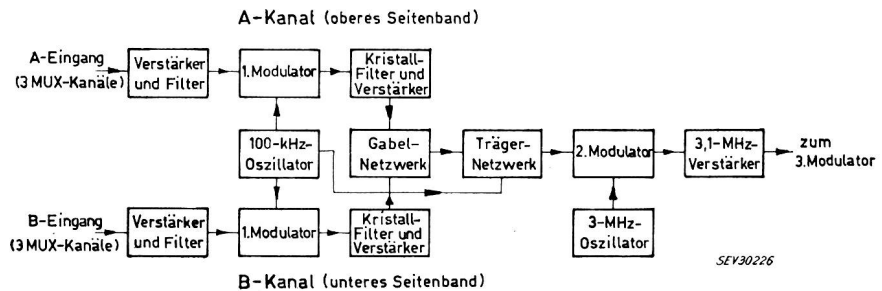 A-Kanal (oberes Seitenband)
A-Eingang
(3 MUX-Kanäle)
Verstärker
und Filter
1.Modulator
Kristall-
Filter und
Verstärker
100-kHz-
Oszillator
Gabel-
Netzwerk
Träger-
Netzwerk
2.Modulator
3,1-MHz-
Verstärker
zum
3.Modulator
B-Eingang
(3 MUX-Kanäle)
Verstärker
und Filter
1.Modulator
Kristall-
Filter und
Verstärker
3-MHz-
Oszillator
B-Kanal (unteres Seitenband)
SEV30226